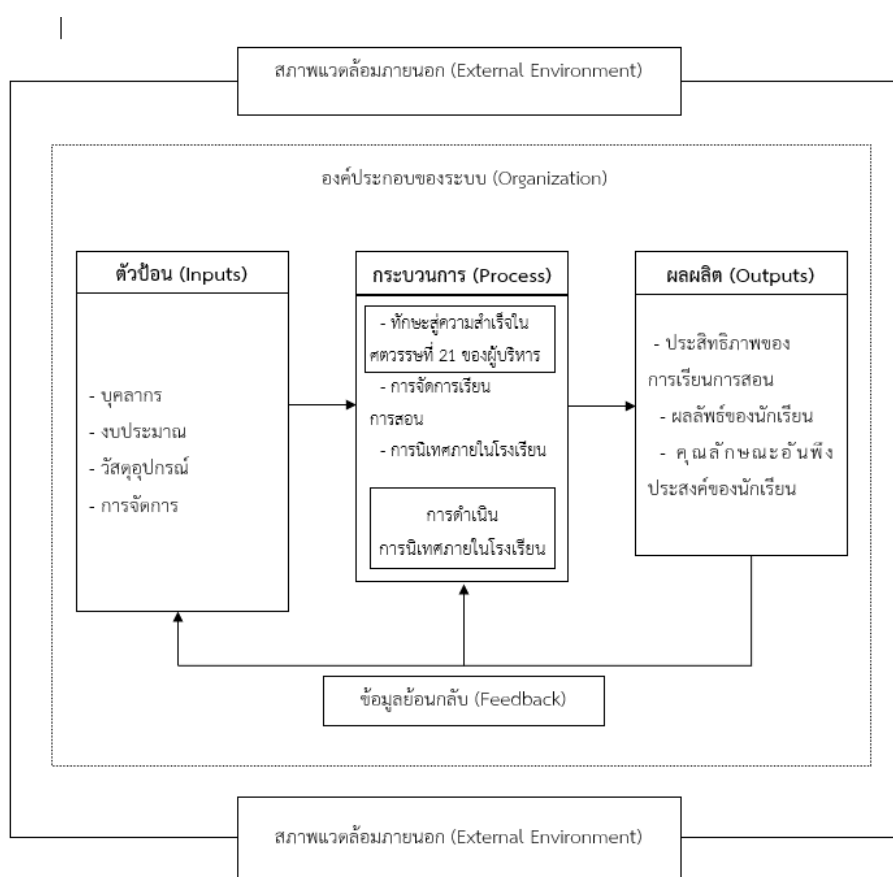 สภาพแวดล้อมภายนอก (External Environment)
องค์ประกอบของระบบ (Organization)
ตัวป้อน (Inputs)
- บุคลากร
- งบประมาณ
- วัสดุอุปกรณ์
- การจัดการ
กระบวนการ (Process)
- ทักษะสู่ความสำเร็จใน
ศตวรรษที่ 21 ของผู้บริหาร
- การจัดการเรียน
การสอน
- การนิเทศภายในโรงเรียน
การดำเนิน
การนิเทศภายในโรงเรียน
ผลผลิต (Outputs)
- ประสิทธิภาพของ
การเรียนการสอน
- ผลลัพธ์ของนักเรียน
- คุณลักษณะอันพึง
ประสงค์ของนักเรียน
ข้อมูลย้อนกลับ (Feedback)
สภาพแวดล้อมภายนอก (External Environment)